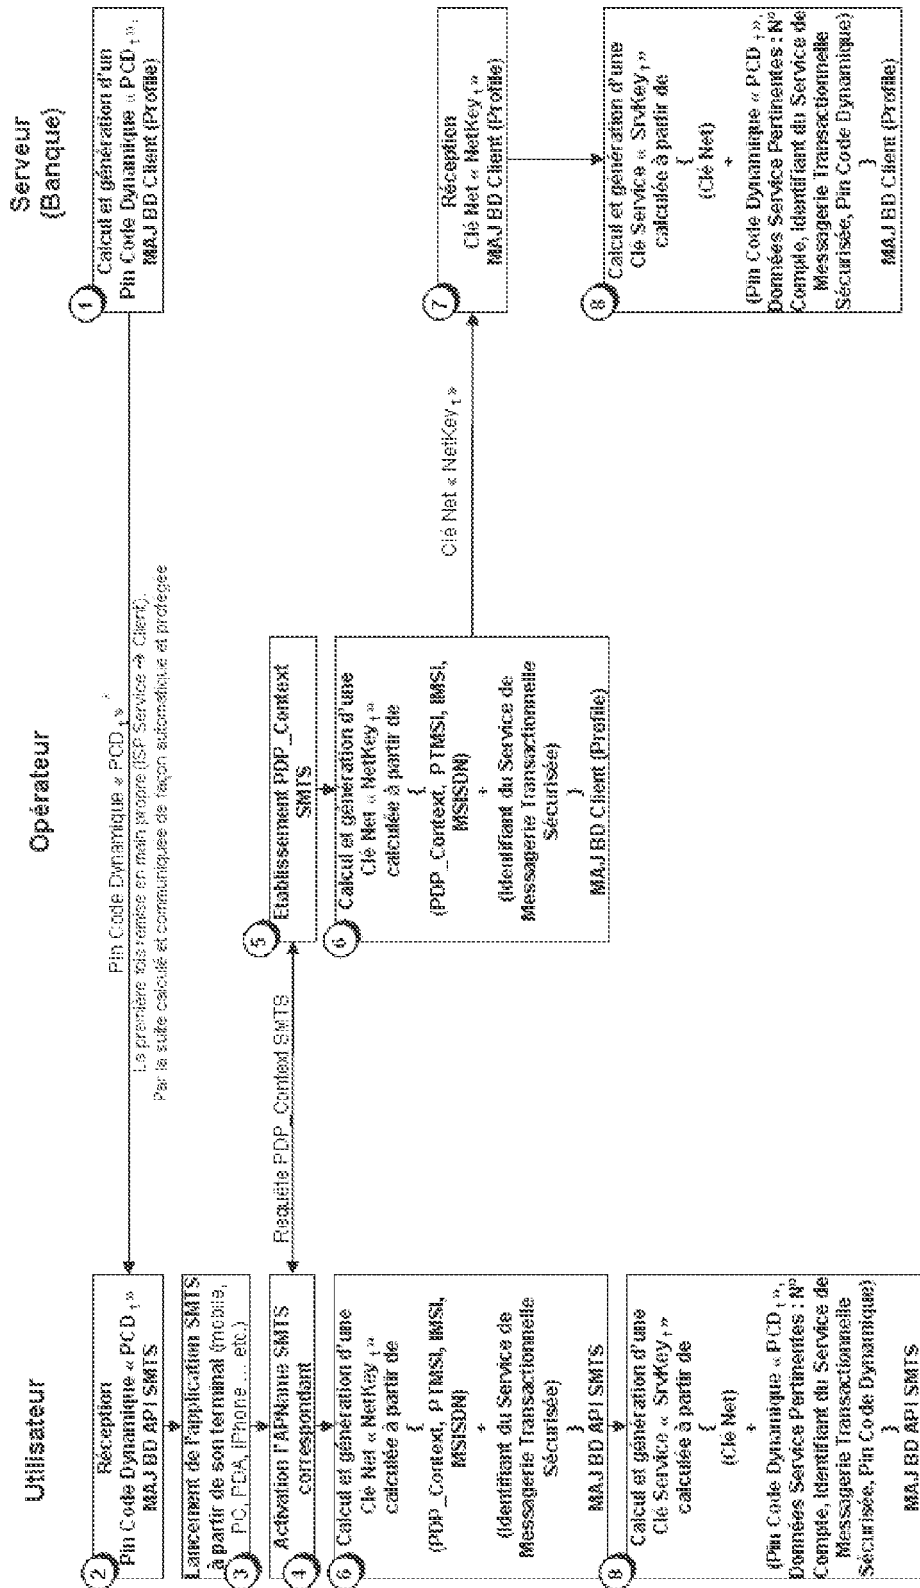 Utilisateur
Opérateur
Serveur
(Banque)
1
Calcul et génération d'un
Pin Code Dynamique « PCD t »,
MAJ BD Client (Profile)
Pin Code Dynamique « PCD t »
La première fois remise en main propre (ISP Service → Client).
Par la suite calculé et communiquée de façon automatique et protégée
2
Réception
Pin Code Dynamique « PCD t »
MAJ BD API SMTS
3
Lancement de l'application SMTS
à partir de son terminal (mobile,
PC, PDA, iPhone ... etc.)
4
Activation l'APName SMTS
correspondant
Requête PDP_Context SMTS
5
Etablissement PDP_Context
SMTS
6
Calcul et génération d'une
Clé Net « NetKey t »
calculée à partir de
{
(PDP_Context, P TMSI, IMSI,
MSISDN)
+
(Identifiant du Service de
Messagerie Transactionnelle
Sécurisée)
}
MAJ BD API SMTS
6
Calcul et génération d'une
Clé Net « NetKey t »
calculée à partir de
{
(PDP_Context, P TMSI, IMSI,
MSISDN)
+
(Identifiant du Service de
Messagerie Transactionnelle
Sécurisée)
}
MAJ BD Client (Profile)
Clé Net « NetKey t »
7
Réception
Clé Net « NetKey t »
MAJ BD Client (Profile)
8
Calcul et génération d'une
Clé Service « SrvKey t »
calculée à partir de
{
(Clé Net)
+
(Pin Code Dynamique « PCD t »,
Données Service Pertinentes : N°
Compte, Identifiant du Service de
Messagerie Transactionnelle
Sécurisée, Pin Code Dynamique)
}
MAJ BD API SMTS
8
Calcul et génération d'une
Clé Service « SrvKey t »
calculée à partir de
{
(Clé Net)
+
(Pin Code Dynamique « PCD t »,
Données Service Pertinentes : N°
Compte, Identifiant du Service de
Messagerie Transactionnelle
Sécurisée, Pin Code Dynamique)
}
MAJ BD Client (Profile)